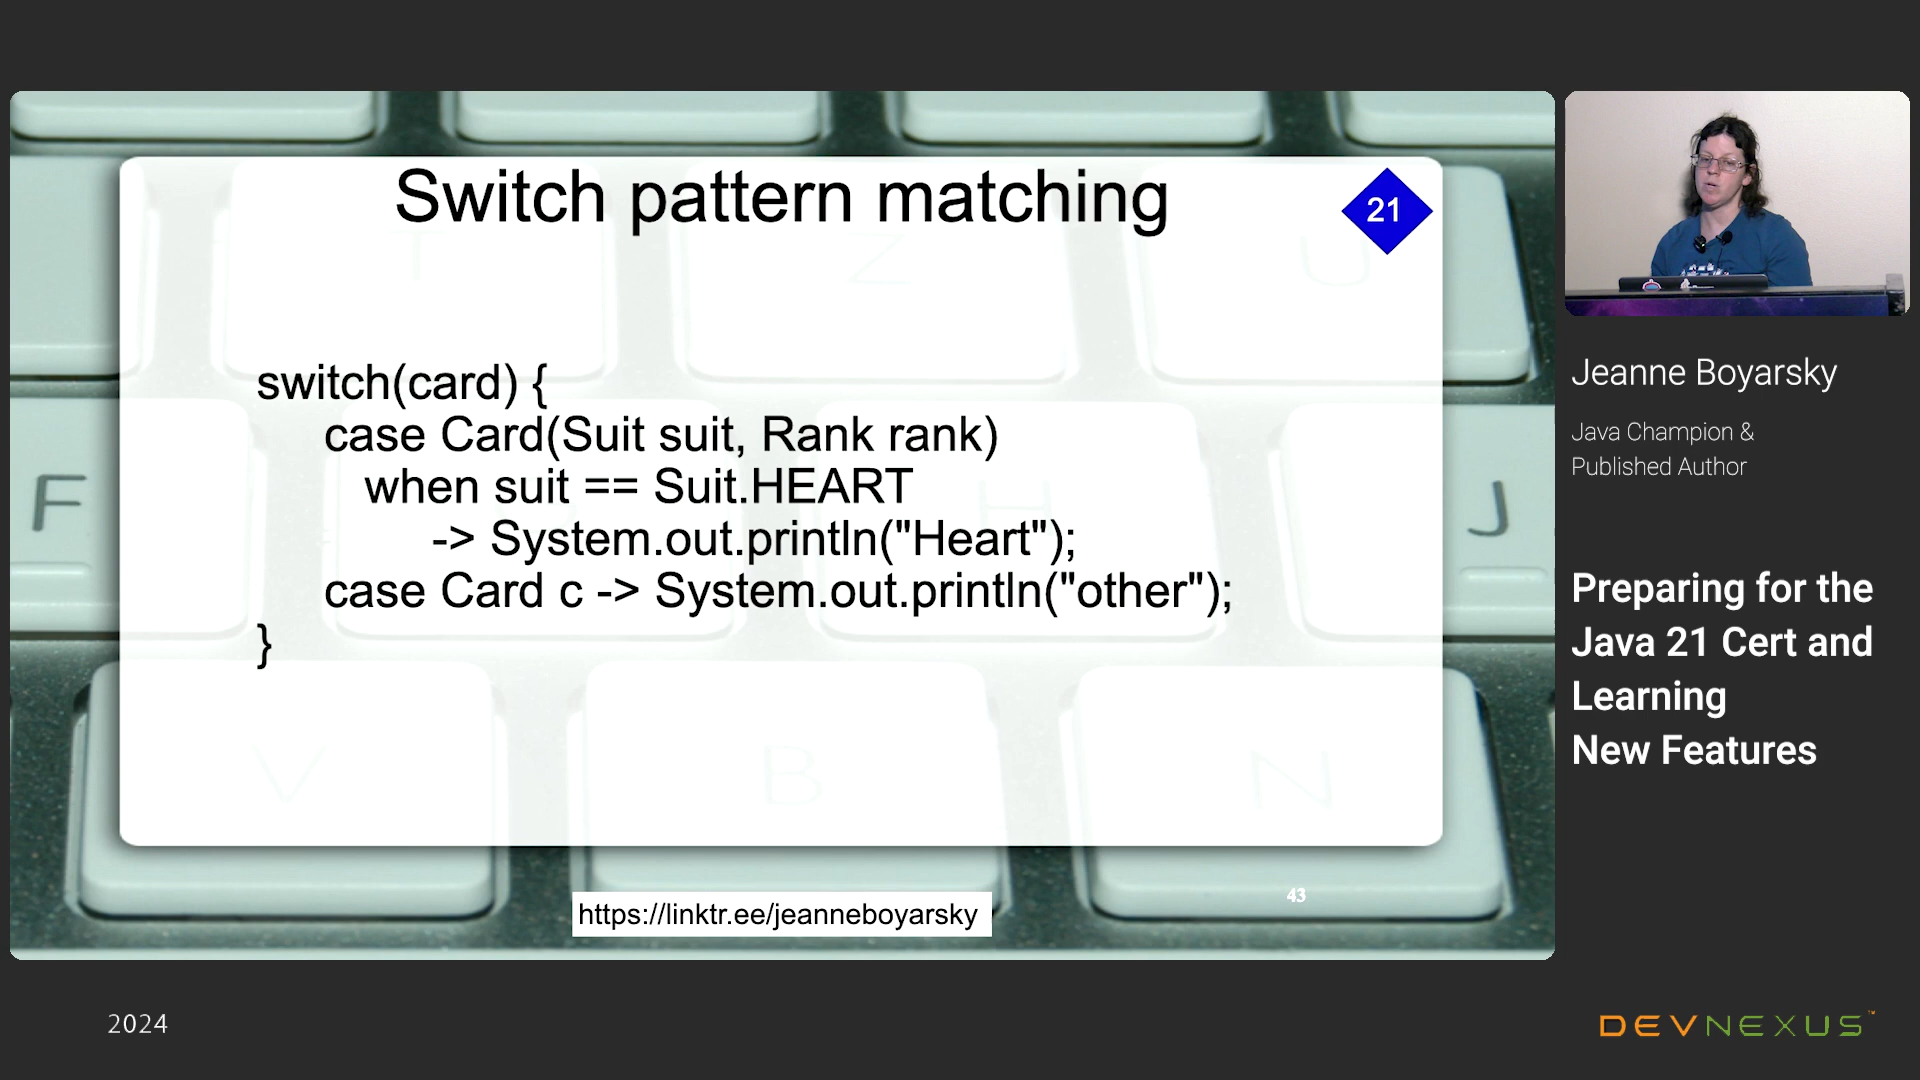 Switch pattern matching
21
switch(card) {
case Card(Suit suit, Rank rank)
when suit == Suit.HEART
-> System.out.println("Heart");
case Card c -> System.out.println("other");
}
F
J
T
Z
U
H
V
B
N
43
https://linktr.ee/jeanneboyarsky
Jeanne Boyarsky
Java Champion &
Published Author
Preparing for the
Java 21 Cert and
Learning
New Features
2024
DEVNEXUS™